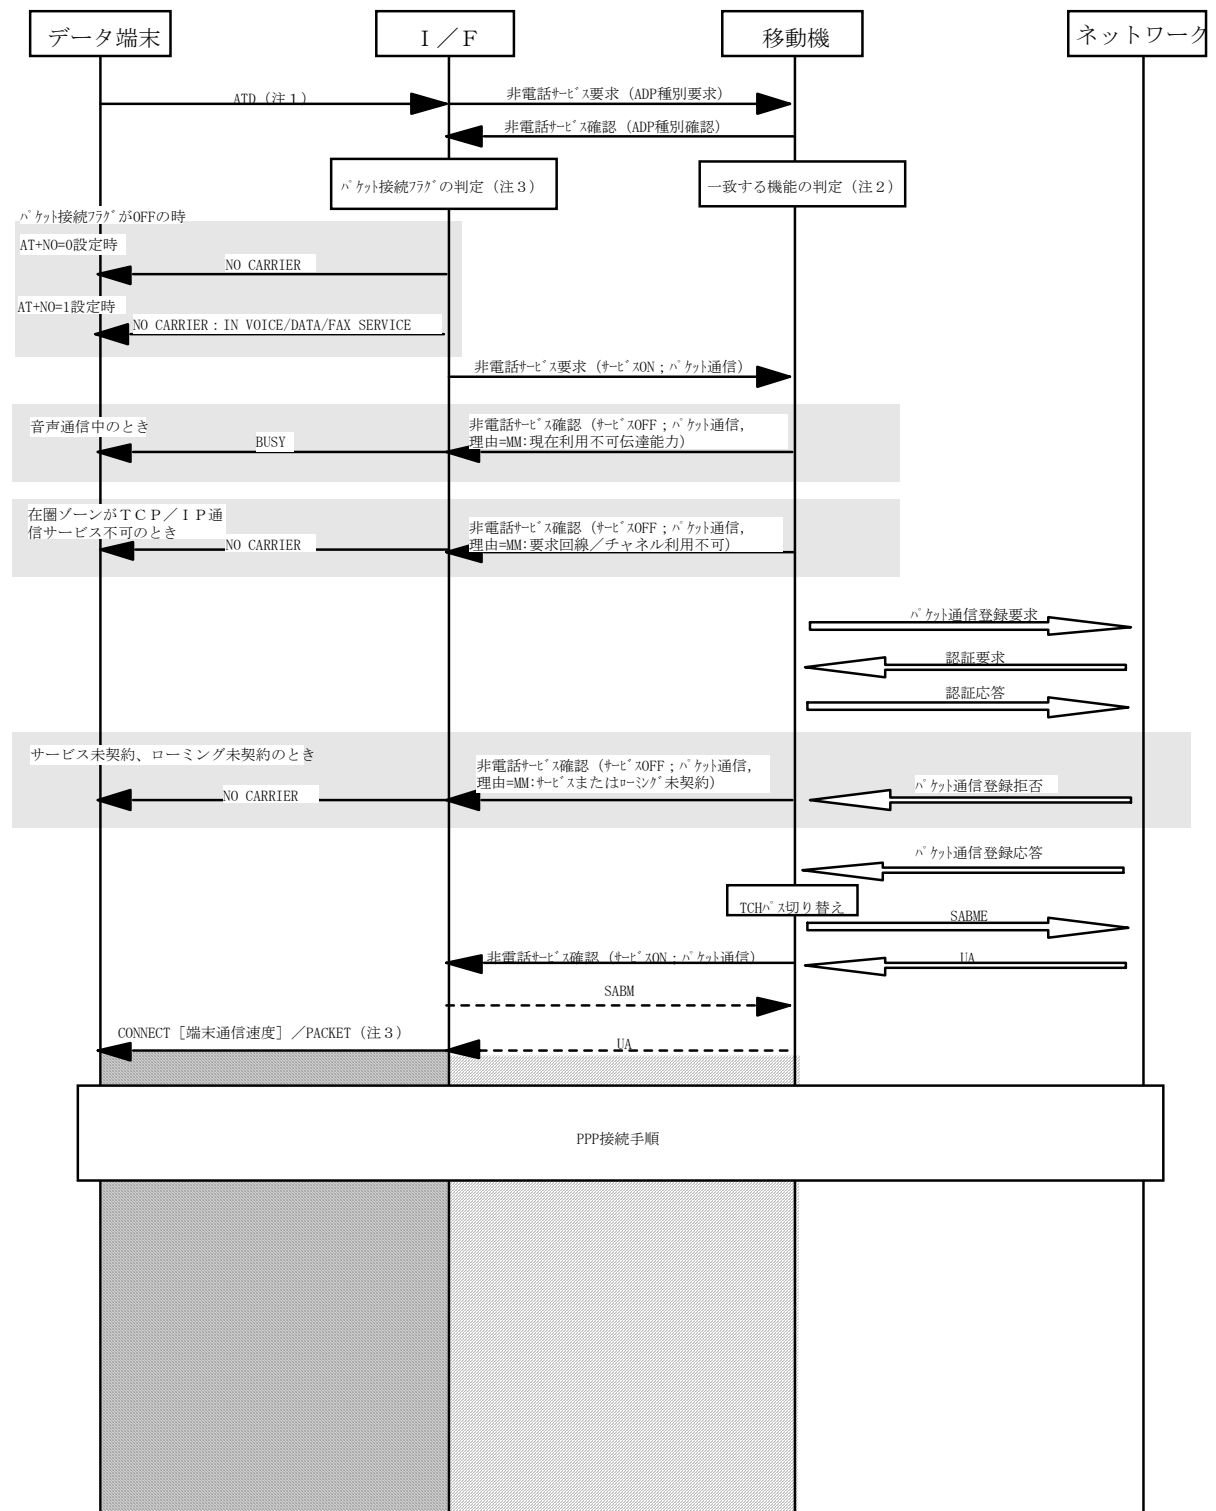 データ端末
Ｉ／Ｆ
移動機
ネットワーク
ATD（注１）
非電話ｻｰﾋﾞｽ要求（ADP種別要求）
非電話ｻｰﾋﾞｽ確認（ADP種別確認）
ﾊﾟｹｯﾄ接続ﾌﾗｸﾞの判定（注３）
一致する機能の判定（注２）
ﾊﾟｹｯﾄ接続ﾌﾗｸﾞがOFFの時
AT+NO=0設定時
NO CARRIER
AT+NO=1設定時
NO CARRIER：IN VOICE/DATA/FAX SERVICE
非電話ｻｰﾋﾞｽ要求（ｻｰﾋﾞｽON；ﾊﾟｹｯﾄ通信）
音声通信中のとき
BUSY
非電話ｻｰﾋﾞｽ確認（ｻｰﾋﾞｽOFF；ﾊﾟｹｯﾄ通信,
理由=MM:現在利用不可伝達能力）
在圏ゾーンがＴＣＰ／ＩＰ通
信サービス不可のとき
NO CARRIER
非電話ｻｰﾋﾞｽ確認（ｻｰﾋﾞｽOFF；ﾊﾟｹｯﾄ通信,
理由=MM:要求回線／チャネル利用不可）
ﾊﾟｹｯﾄ通信登録要求
認証要求
認証応答
サービス未契約、ローミング未契約のとき
NO CARRIER
非電話ｻｰﾋﾞｽ確認（ｻｰﾋﾞｽOFF；ﾊﾟｹｯﾄ通信,
理由=MM:ｻｰﾋﾞｽまたはﾛｰﾐﾝｸﾞ未契約）
ﾊﾟｹｯﾄ通信登録拒否
ﾊﾟｹｯﾄ通信登録応答
TCHﾊﾟｽ切り替え
SABME
非電話ｻｰﾋﾞｽ確認（ｻｰﾋﾞｽON；ﾊﾟｹｯﾄ通信）
UA
SABM
CONNECT［端末通信速度］／PACKET（注３）
UA
PPP接続手順